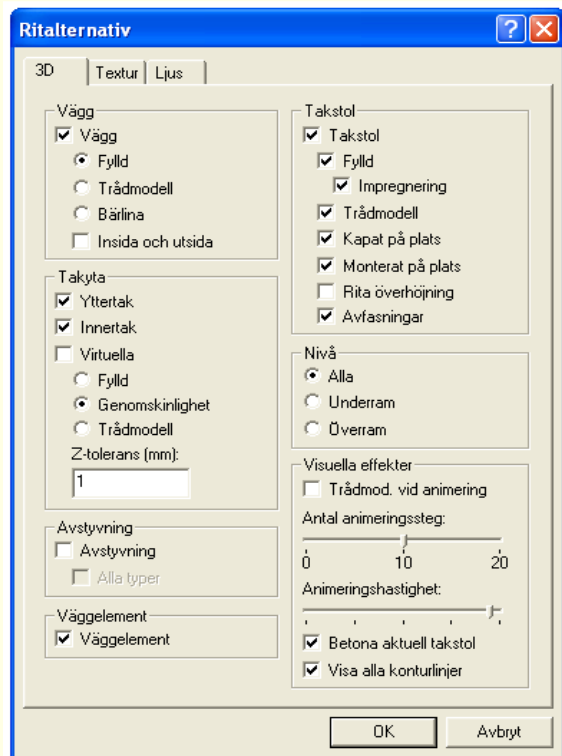 Ritalternativ
3D
Textur
Ljus
Vägg
Vägg
Fylld
Trådmodell
Bärlina
Insida och utsida
Takyta
Yttertak
Innertak
Virtuella
Fylld
Genomskinlighet
Trådmodell
Z-tolerans (mm):
1
Avstyvning
Avstyvning
Alla typer
Väggelement
Väggelement
Takstol
Takstol
Fylld
Impregnering
Trådmodell
Kapat på plats
Monterat på plats
Rita överhöjning
Avfasningar
Nivå
Alla
Underram
Överram
Visuella effekter
Trådmod. vid animering
Antal animeringssteg:
0 10 20
Animeringshastighet:
Betona aktuell takstol
Visa alla konturlinjer
OK
Avbryt